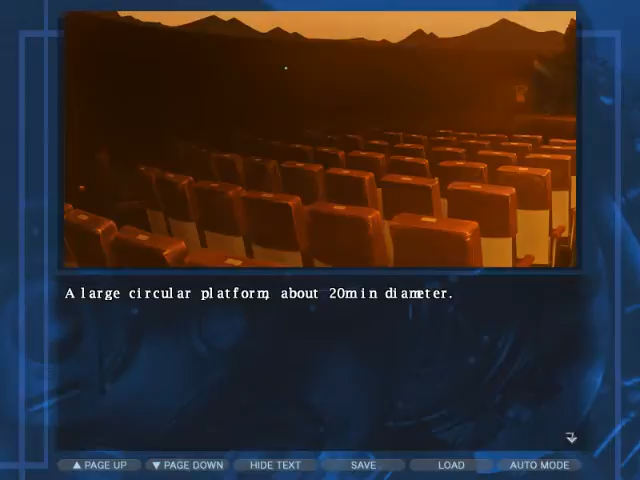 A large circular platform, about 20m in diameter.
▲ PAGE UP
▼ PAGE DOWN
HIDE TEXT
SAVE
LOAD
AUTO MODE